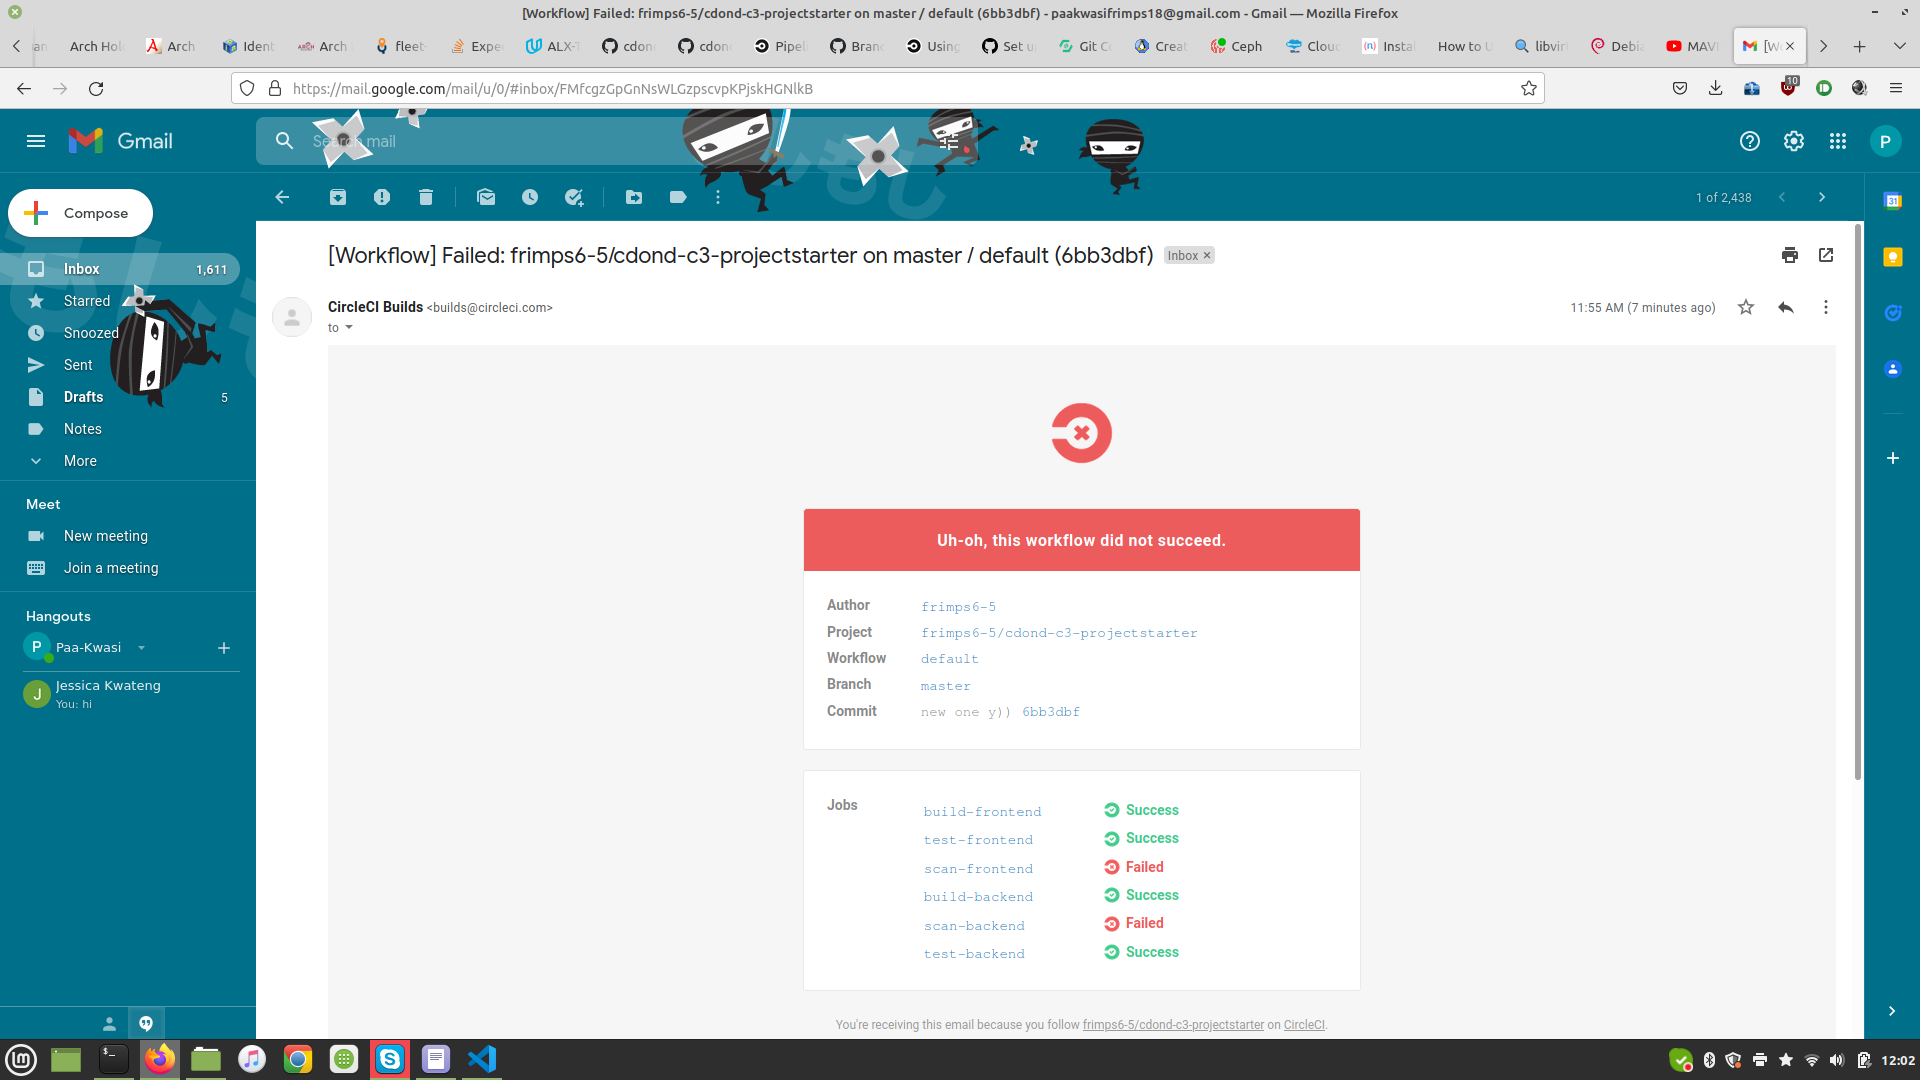 [Workflow] Failed: frimps6-5/cdond-c3-projectstarter on master / default (6bb3dbf) - paakwasifrimps18@gmail.com - Gmail — Mozilla Firefox
Arch Hol
Arch
Ident
Arch
fleet-
Expe
ALX-T
cdon
cdon
Pipel
Bran
Using
Set u
Git C
Creat
Ceph
Clou
Instal
How to U
libvir
Debia
MAVL
[W
https://mail.google.com/mail/u/0/#inbox/FMfcgzGpGnNsWLGzpscvpKPjskHGNlkB
10
Gmail
Search mail
P
1 of 2,438
Compose
Inbox 1,611
Starred
Snoozed
Sent
Drafts 5
Notes
More
Meet
New meeting
Join a meeting
Hangouts
P Paa-Kwasi
J Jessica Kwateng
You: hi
31
[Workflow] Failed: frimps6-5/cdond-c3-projectstarter on master / default (6bb3dbf) Inbox ×
CircleCI Builds <builds@circleci.com> 11:55 AM (7 minutes ago)
to
Uh-oh, this workflow did not succeed.
Author frimps6-5
Project frimps6-5/cdond-c3-projectstarter
Workflow default
Branch master
Commit new one y)) 6bb3dbf
Jobs
build-frontend Success
test-frontend Success
scan-frontend Failed
build-backend Success
scan-backend Failed
test-backend Success
You're receiving this email because you follow frimps6-5/cdond-c3-projectstarter on CircleCI.
12:02